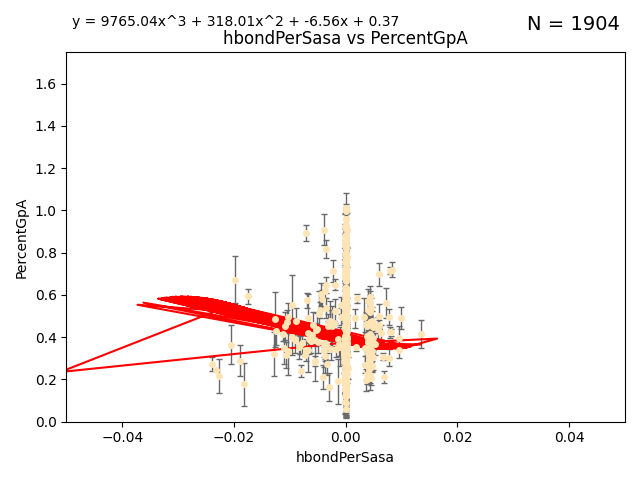 y = 9765.04x^3 + 318.01x^2 + -6.56x + 0.37
N = 1904
hbondPerSasa vs PercentGpA
PercentGpA
1.6
1.4
1.2
1.0
0.8
0.6
0.4
0.2
0.0
−0.04 −0.02 0.00 0.02 0.04
hbondPerSasa